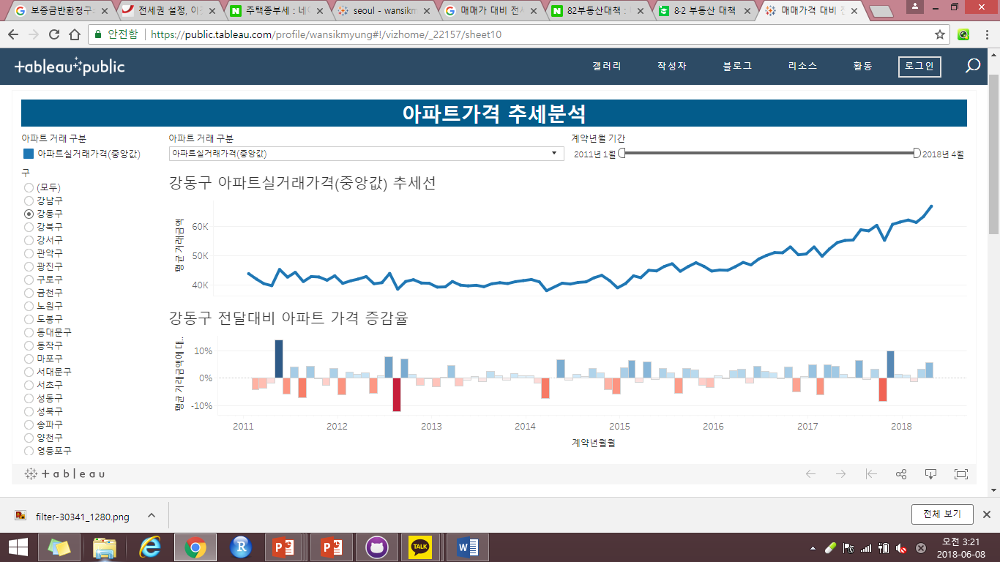 보증금반환청구
전세권 설정, 이
주택종부세 : 네
seoul - wansikm
매매가 대비 전
82부동산대책 :
8·2 부동산 대책
매매가격 대비
안전함
https://public.tableau.com/profile/wansikmyung#!/vizhome/_22157/sheet10
+ableau public
갤러리
작성자
블로그
리소스
활동
로그인
아파트가격 추세분석
아파트 거래 구분
아파트실거래가격(중앙값)
아파트 거래 구분
아파트실거래가격(중앙값)
계약년월 기간
2011년 1월
2018년 4월
구
(모두)
강남구
강동구
강북구
강서구
관악구
광진구
구로구
금천구
노원구
도봉구
동대문구
동작구
마포구
서대문구
서초구
성동구
성북구
송파구
양천구
영등포구
강동구 아파트실거래가격(중앙값) 추세선
평균 거래금액
60K
50K
40K
강동구 전달대비 아파트 가격 증감율
평균 거래금액에 대..
10%
0%
-10%
2011
2012
2013
2014
2015
2016
2017
2018
계약년월월
+ a b | e a u
filter-30341_1280.png
전체 보기
R
P
P
TALK
W
오전 3:21
2018-06-08